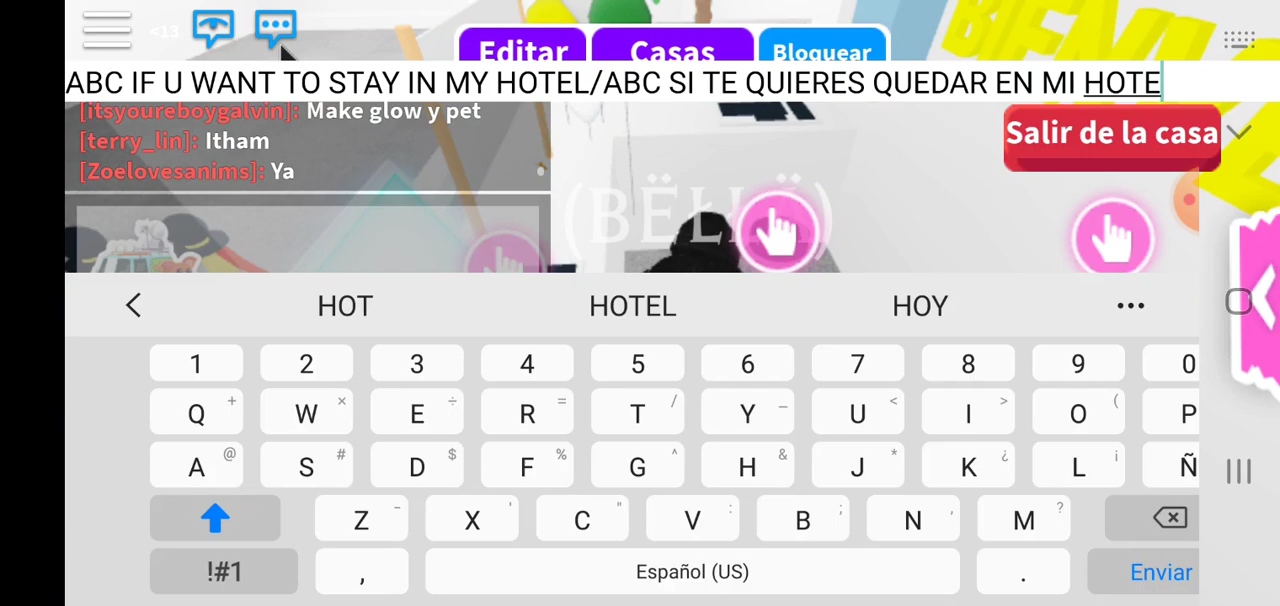 <13
Editar
Casas
Bloquear
ABC IF U WANT TO STAY IN MY HOTEL/ABC SI TE QUIERES QUEDAR EN MI HOTE
[itsyoureboygalvin]: Make glow y pet
[terry_lin]: Itham
[Zoelovesanims]: Ya
Salir de la casa
(BËŁŁÄ)
HOT HOTEL HOY ...
1 2 3 4 5 6 7 8 9 0
Q + W × E ÷ R = T / Y _ U < I > O ( P
A @ S # D $ F % G ^ H & J * K ¿ L ¡ Ñ
Z - X ' C " V : B ; N , M ?
!#1 , Español (US) . Enviar